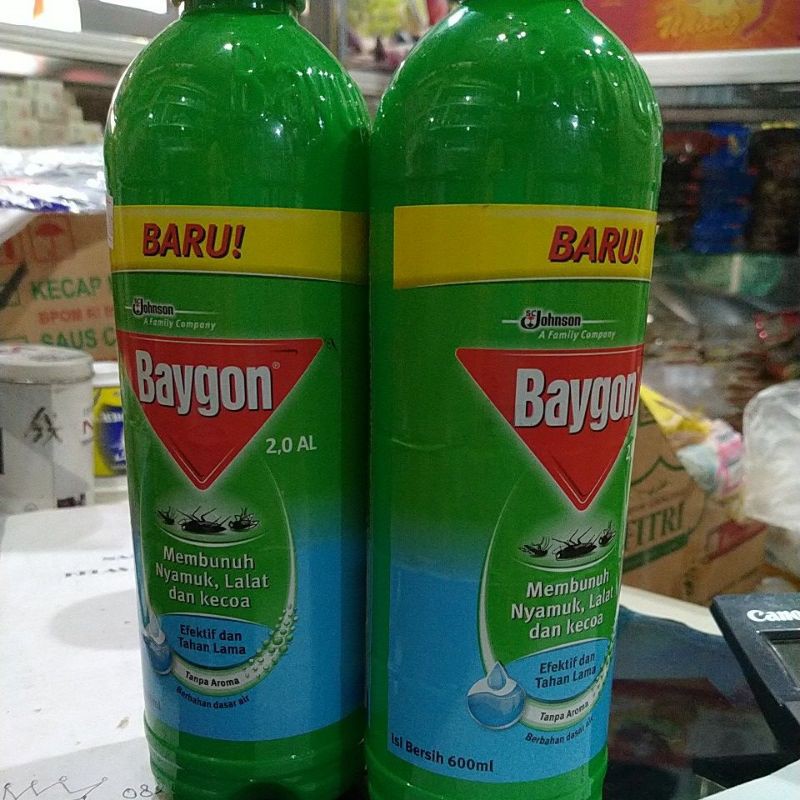 BARU!
SC Johnson
A Family Company
Baygon®
2,0 AL
Membunuh
Nyamuk, Lalat
dan kecoa
Efektif dan
Tahan Lama
Tanpa Aroma
Berbahan dasar air
BARU!
SC Johnson
A Family Company
Baygon
Membunuh
Nyamuk, Lalat
dan kecoa
Efektif dan
Tahan Lama
Tanpa Aroma
Berbahan dasar air
Isi Bersih 600ml
KECAP
BPOM
SAUS
FITRI
Canon